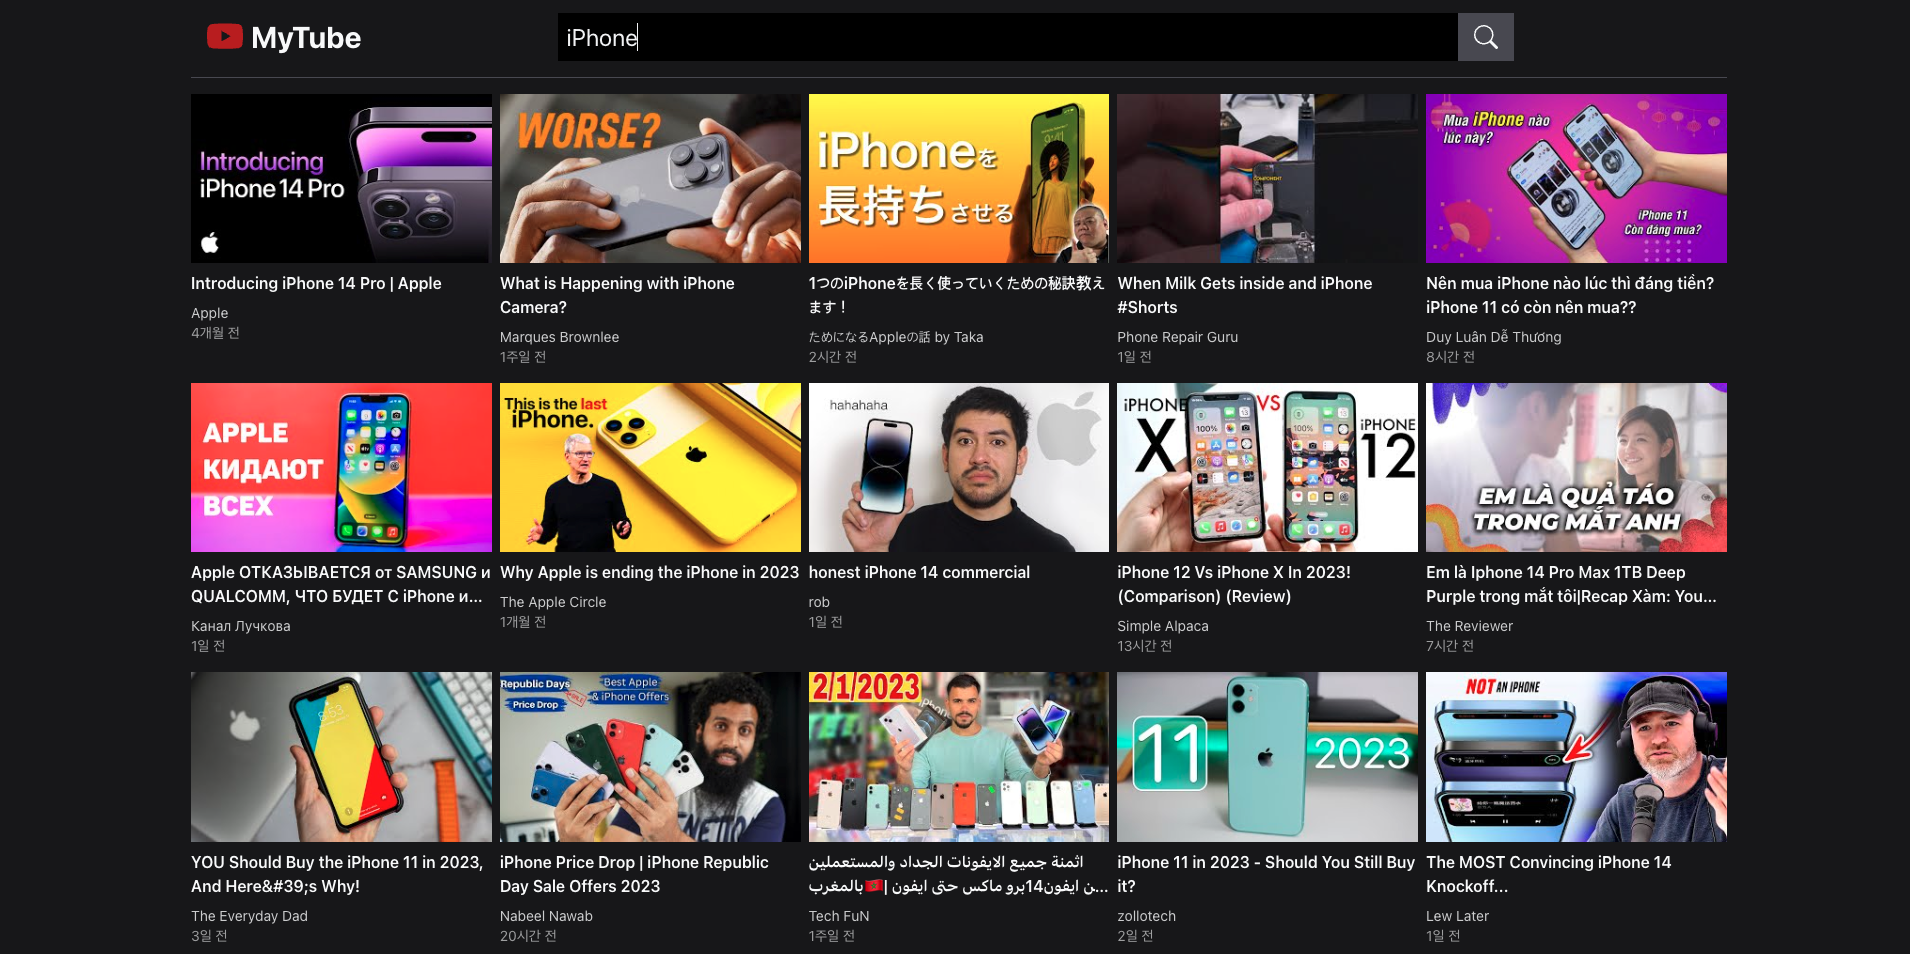 MyTube
iPhone
Introducing
iPhone 14 Pro
WORSE?
iPhoneを
長持ちさせる
COMPONENT
Mua iPhone nào
lúc này?
iPhone 11
Còn đáng mua?
Introducing iPhone 14 Pro | Apple
Apple
4개월 전
What is Happening with iPhone
Camera?
Marques Brownlee
1주일 전
1つのiPhoneを長く使っていくための秘訣教え
ます！
ためになるAppleの話 by Taka
2시간 전
When Milk Gets inside and iPhone
#Shorts
Phone Repair Guru
1일 전
Nên mua iPhone nào lúc thì đáng tiền?
iPhone 11 có còn nên mua??
Duy Luân Dễ Thương
8시간 전
APPLE
КИДАЮТ
ВСЕХ
This is the last
iPhone.
hahahaha
iPHONE
X
VS
iPHONE
12
100%
100%
EM LÀ QUẢ TÁO
TRONG MẮT ANH
Apple ОТКАЗЫВАЕТСЯ от SAMSUNG и
QUALCOMM, ЧТО БУДЕТ С iPhone и...
Канал Лучкова
1일 전
Why Apple is ending the iPhone in 2023
The Apple Circle
1개월 전
honest iPhone 14 commercial
rob
1일 전
iPhone 12 Vs iPhone X In 2023!
(Comparison) (Review)
Simple Alpaca
13시간 전
Em là Iphone 14 Pro Max 1TB Deep
Purple trong mắt tôi|Recap Xàm: You...
The Reviewer
7시간 전
Republic Days
Price Drop
SALE
Best Apple
& iPhone Offers
2/1/2023
iPhone
11
2023
NOT AN IPHONE
YOU Should Buy the iPhone 11 in 2023,
And Here&#39;s Why!
The Everyday Dad
3일 전
iPhone Price Drop | iPhone Republic
Day Sale Offers 2023
Nabeel Nawab
20시간 전
اثمنة جميع الايفونات الجداد والمستعملين
بالمغرب🇲🇦| ن ايفون14برو ماكس حتى ايفون...
Tech FuN
1주일 전
iPhone 11 in 2023 - Should You Still Buy
it?
zollotech
2일 전
The MOST Convincing iPhone 14
Knockoff...
Lew Later
1일 전